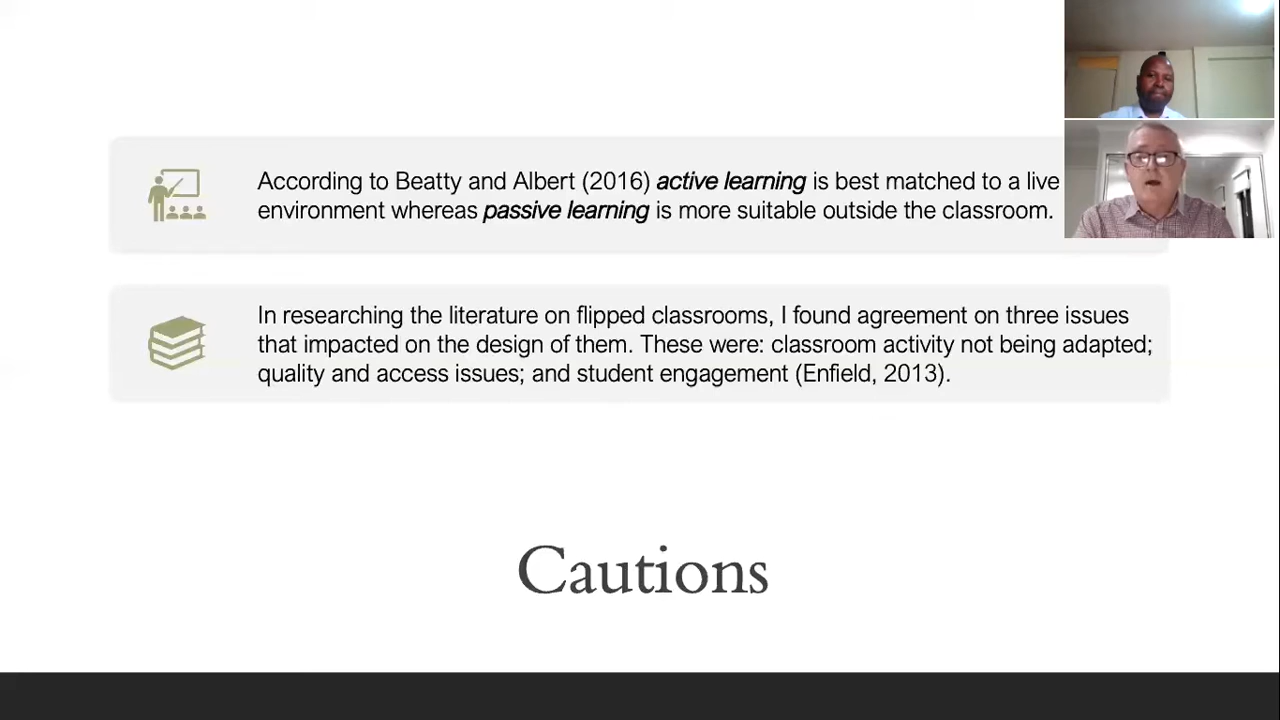 According to Beatty and Albert (2016) active learning is best matched to a live
environment whereas passive learning is more suitable outside the classroom.
In researching the literature on flipped classrooms, I found agreement on three issues
that impacted on the design of them. These were: classroom activity not being adapted;
quality and access issues; and student engagement (Enfield, 2013).
Cautions